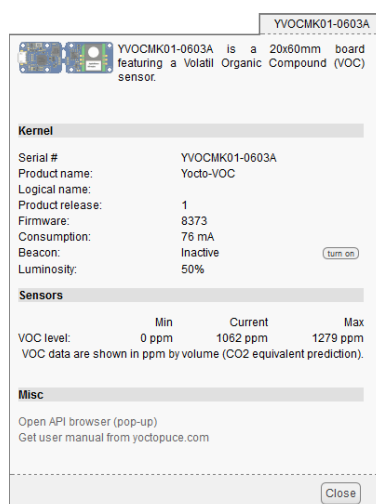 YVOCMK01-0603A
YVOCMK01-0603A is a 20x60mm board
featuring a Volatil Organic Compound (VOC)
sensor.
Kernel
Serial # YVOCMK01-0603A
Product name: Yocto-VOC
Logical name:
Product release: 1
Firmware: 8373
Consumption: 76 mA
Beacon: Inactive turn on
Luminosity: 50%
Sensors
Min Current Max
VOC level: 0 ppm 1062 ppm 1279 ppm
VOC data are shown in ppm by volume (CO2 equivalent prediction).
Misc
Open API browser (pop-up)
Get user manual from yoctopuce.com
Close